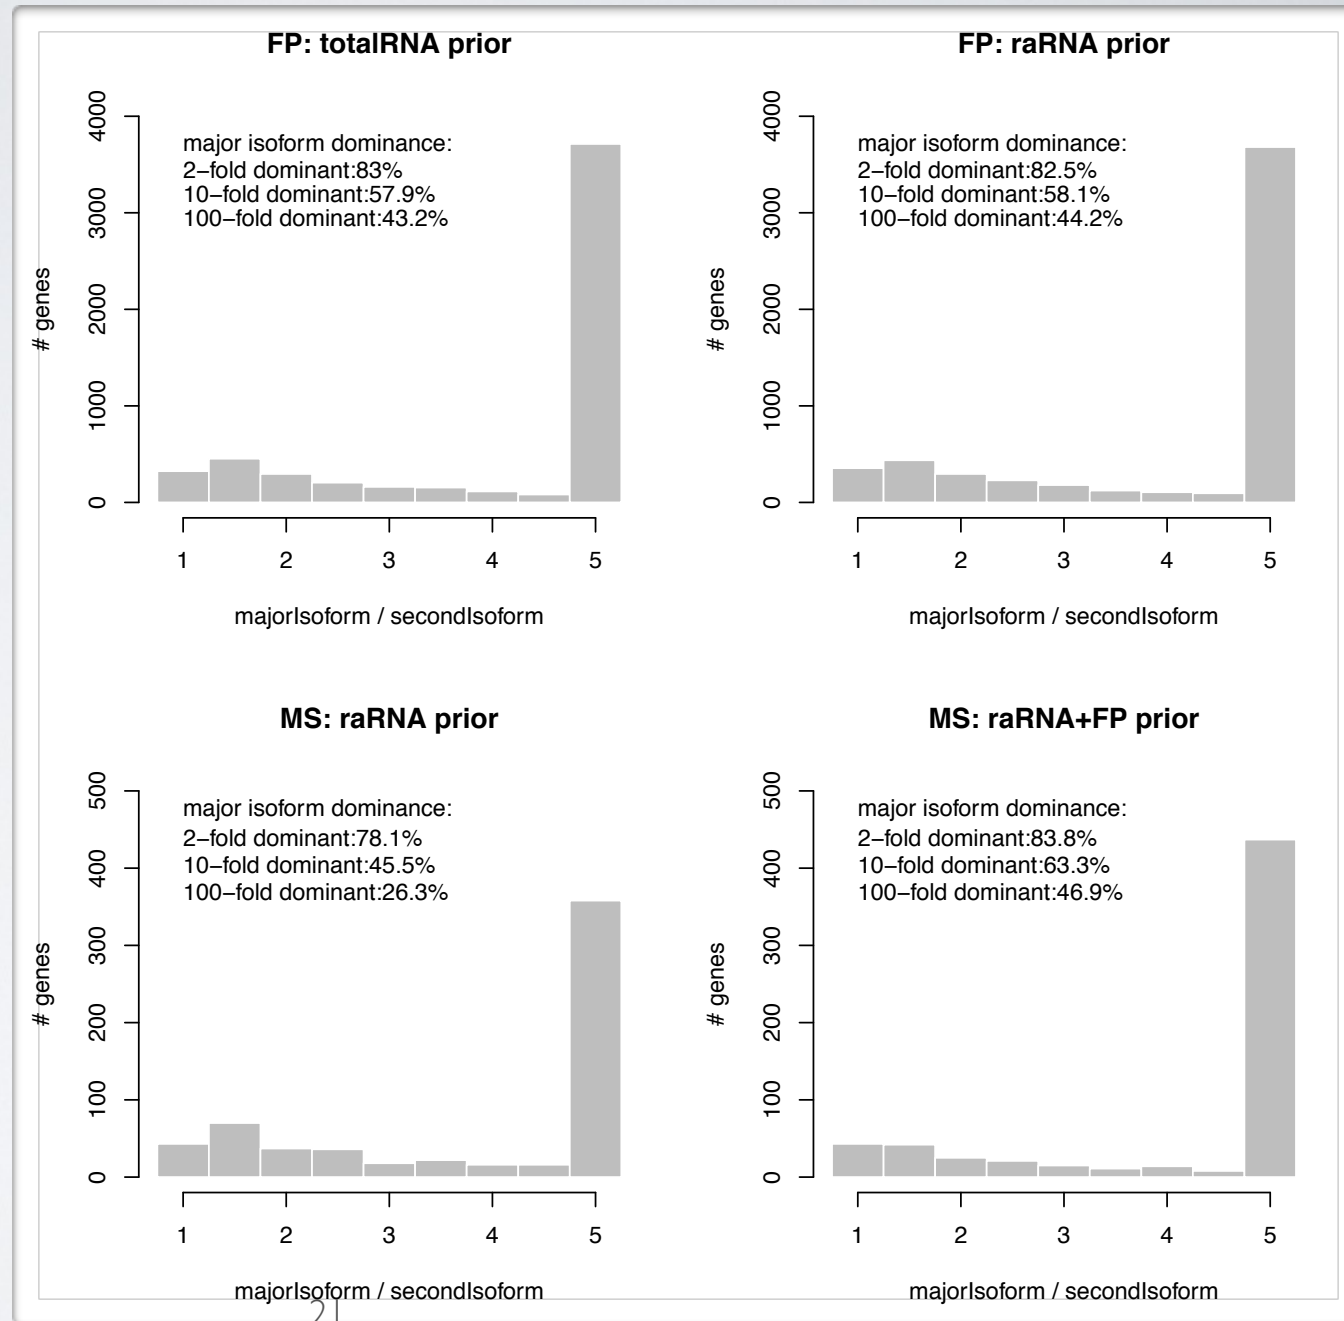 FP: totalRNA prior
major isoform dominance:
2−fold dominant:83%
10−fold dominant:57.9%
100−fold dominant:43.2%
# genes
4000
3000
2000
1000
0
1 2 3 4 5
majorIsoform / secondIsoform
FP: raRNA prior
major isoform dominance:
2−fold dominant:82.5%
10−fold dominant:58.1%
100−fold dominant:44.2%
# genes
4000
3000
2000
1000
0
1 2 3 4 5
majorIsoform / secondIsoform
MS: raRNA prior
major isoform dominance:
2−fold dominant:78.1%
10−fold dominant:45.5%
100−fold dominant:26.3%
# genes
500
400
300
200
100
0
1 2 3 4 5
majorIsoform / secondIsoform
MS: raRNA+FP prior
major isoform dominance:
2−fold dominant:83.8%
10−fold dominant:63.3%
100−fold dominant:46.9%
# genes
500
400
300
200
100
0
1 2 3 4 5
majorIsoform / secondIsoform
21